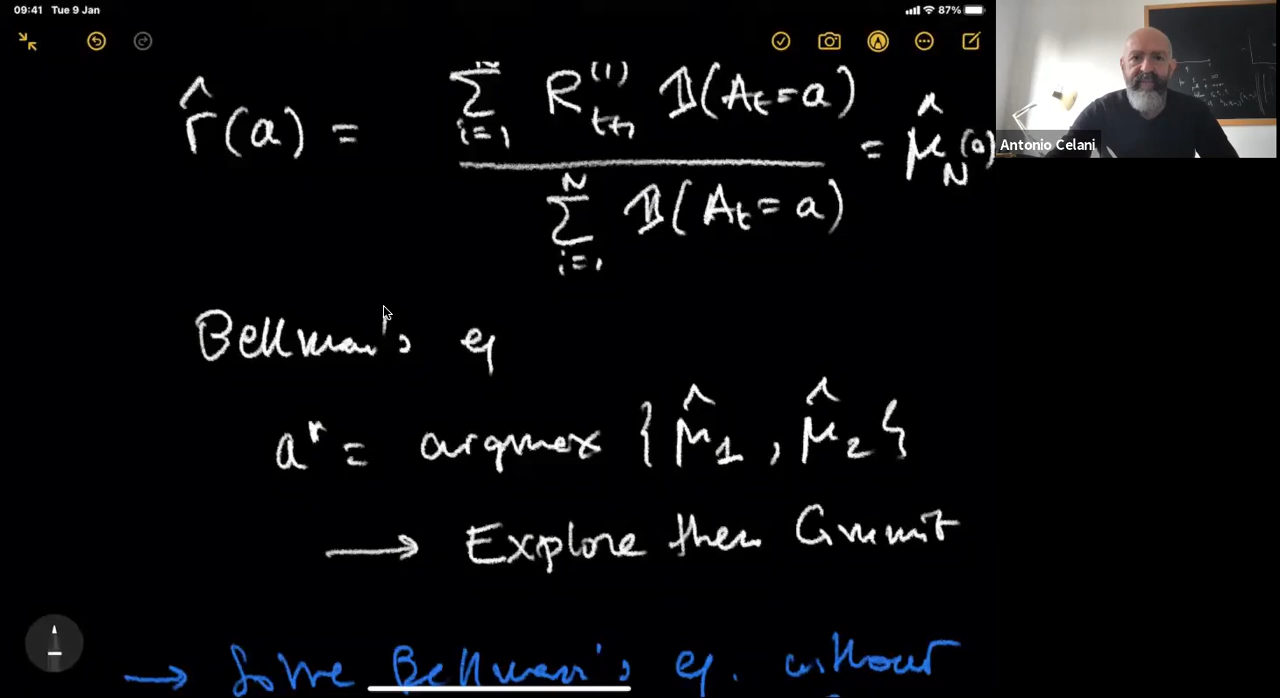 09:41 Tue 9 Jan 87%
Antonio Celani
r̂(a) = Σ_{i=1}^{N} R_{t+1}^{(i)} 𝟙(A_t = a) / Σ_{i=1}^{N} 𝟙(A_t = a) = μ̂_N(a)
Bellman's eq
a* = argmax { μ̂_1 , μ̂_2 }
→ Explore then Commit
→ Solve Bellman's eq. without